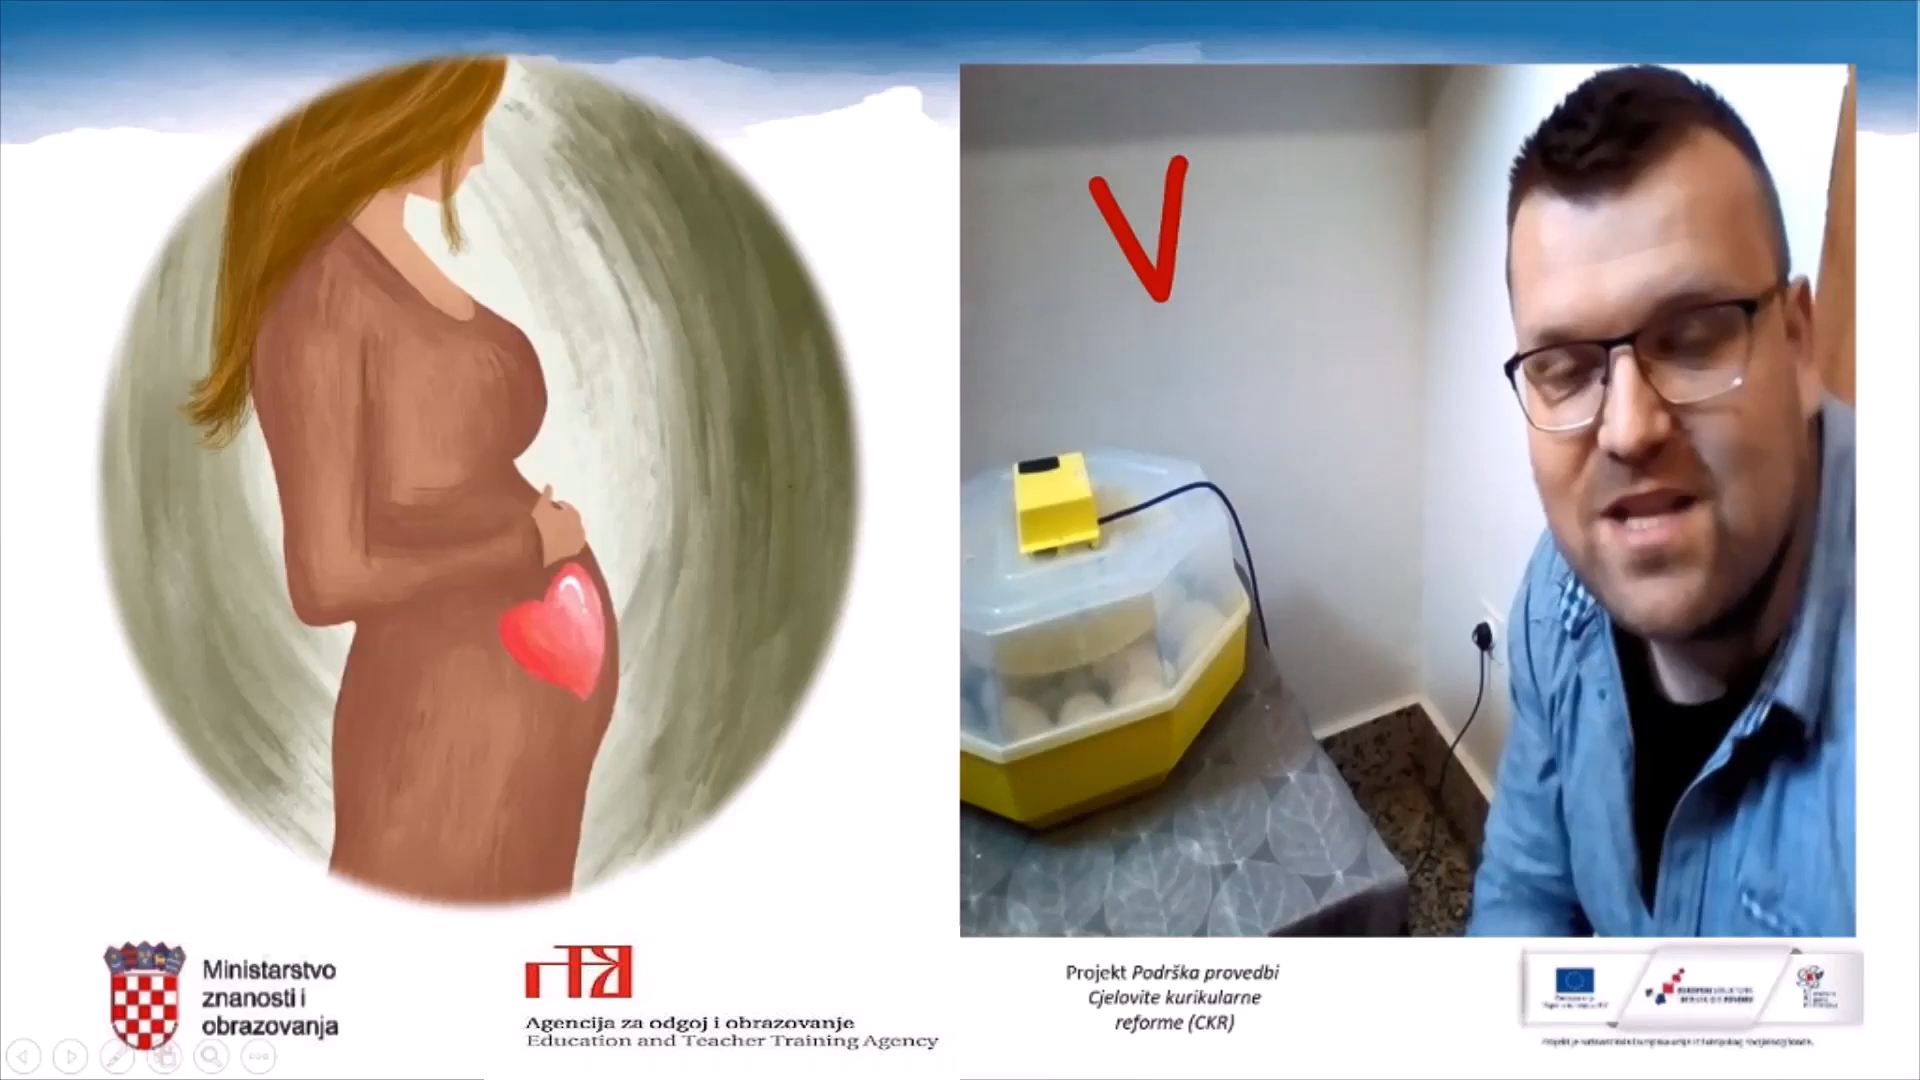 V
Ministarstvo
znanosti i
obrazovanja
Agencija za odgoj i obrazovanje
Education and Teacher Training Agency
Projekt Podrška provedbi
Cjelovite kurikularne
reforme (CKR)